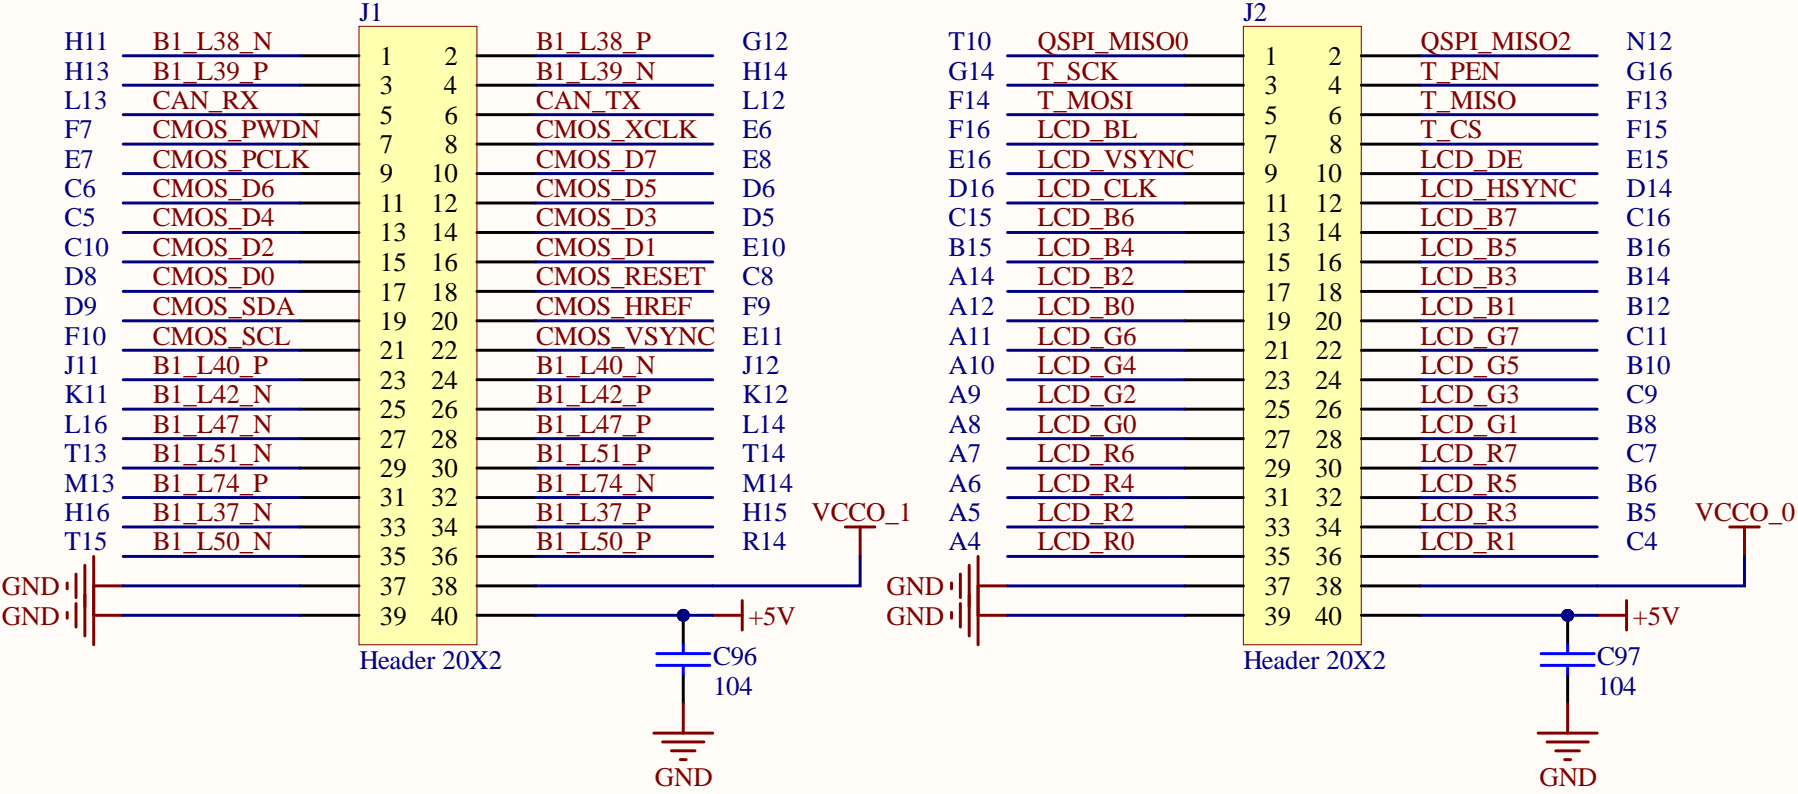 J1
H11 B1_L38_N 1 2 B1_L38_P G12
H13 B1_L39_P 3 4 B1_L39_N H14
L13 CAN_RX 5 6 CAN_TX L12
F7 CMOS_PWDN 7 8 CMOS_XCLK E6
E7 CMOS_PCLK 9 10 CMOS_D7 E8
C6 CMOS_D6 11 12 CMOS_D5 D6
C5 CMOS_D4 13 14 CMOS_D3 D5
C10 CMOS_D2 15 16 CMOS_D1 E10
D8 CMOS_D0 17 18 CMOS_RESET C8
D9 CMOS_SDA 19 20 CMOS_HREF F9
F10 CMOS_SCL 21 22 CMOS_VSYNC E11
J11 B1_L40_P 23 24 B1_L40_N J12
K11 B1_L42_N 25 26 B1_L42_P K12
L16 B1_L47_N 27 28 B1_L47_P L14
T13 B1_L51_N 29 30 B1_L51_P T14
M13 B1_L74_P 31 32 B1_L74_N M14
H16 B1_L37_N 33 34 B1_L37_P H15 VCCO_1
T15 B1_L50_N 35 36 B1_L50_P R14
GND 37 38
GND 39 40 +5V
Header 20X2 C96
104
GND
J2
T10 QSPI_MISO0 1 2 QSPI_MISO2 N12
G14 T_SCK 3 4 T_PEN G16
F14 T_MOSI 5 6 T_MISO F13
F16 LCD_BL 7 8 T_CS F15
E16 LCD_VSYNC 9 10 LCD_DE E15
D16 LCD_CLK 11 12 LCD_HSYNC D14
C15 LCD_B6 13 14 LCD_B7 C16
B15 LCD_B4 15 16 LCD_B5 B16
A14 LCD_B2 17 18 LCD_B3 B14
A12 LCD_B0 19 20 LCD_B1 B12
A11 LCD_G6 21 22 LCD_G7 C11
A10 LCD_G4 23 24 LCD_G5 B10
A9 LCD_G2 25 26 LCD_G3 C9
A8 LCD_G0 27 28 LCD_G1 B8
A7 LCD_R6 29 30 LCD_R7 C7
A6 LCD_R4 31 32 LCD_R5 B6
A5 LCD_R2 33 34 LCD_R3 B5 VCCO_0
A4 LCD_R0 35 36 LCD_R1 C4
GND 37 38
GND 39 40 +5V
Header 20X2 C97
104
GND